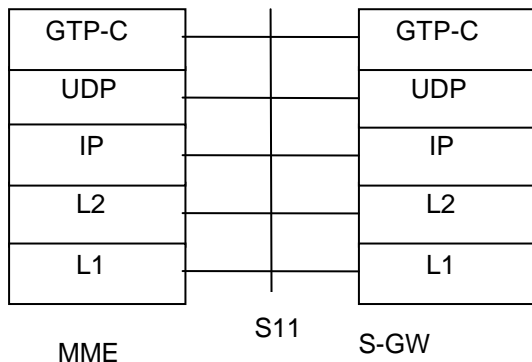 GTP-C GTP-C
UDP UDP
IP IP
L2 L2
L1 L1
S11
MME S-GW